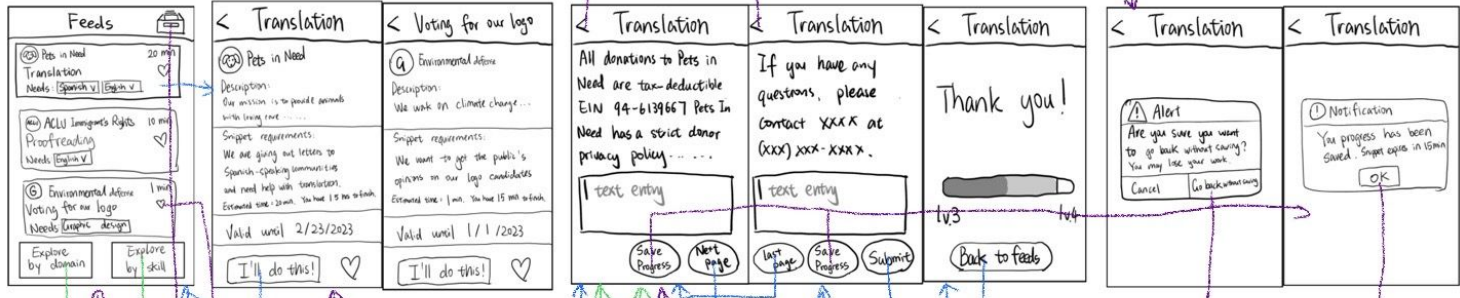 Feeds
Pets in Need 20 min
Translation
Needs: Spanish v English v
ACLU Immigrant's Rights 10 min
Proofreading
Needs English v
Environmental defense 1 min
Voting for our logo
Needs Graphic design
Explore
by domain
Explore
by skill
< Translation
Pets in Need
Description:
Our mission is to provide animals
with loving care ......
Snippet requirements:
We are giving out letters to
Spanish-speaking communities
and need help with translation.
Estimated time: 20min. You have 15 min to finish.
Valid until 2/23/2023
I'll do this!
< Voting for our logo
G Environmental defense
Description:
We work on climate change ...
Snippet requirements:
We want to get the public's
opinions on our logo candidates
Estimated time: 1 min. You have 15 min to finish.
Valid until 1/1/2023
I'll do this!
< Translation
All donations to Pets in
Need are tax-deductible
EIN 94-6139667 Pets In
Need has a strict donor
privacy policy......
text entry
Save
Progress
Next
page
< Translation
If you have any
questions, please
contact XXXX at
(XXX) XXX-XXXX.
text entry
last
page
Save
Progress
Submit
< Translation
Thank you!
lv.3 lv4
Back to feeds
< Translation
! Alert
Are you sure you want
to go back without saving?
You may lose your work.
Cancel Go back without saving
< Translation
! Notification
You progress has been
saved. Snippet expires in 15min
OK